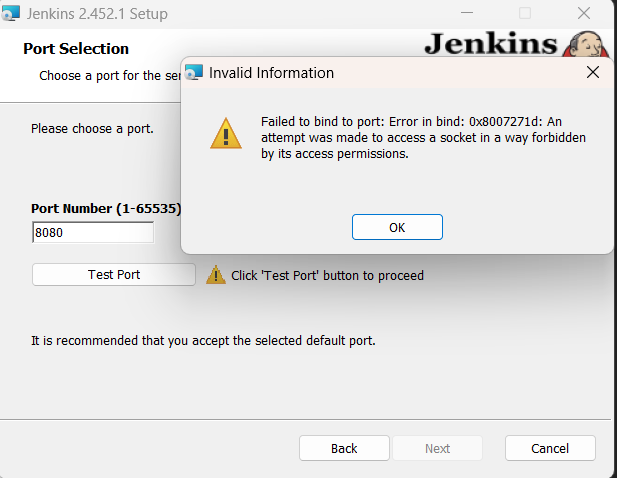 Jenkins 2.452.1 Setup
Port Selection
Jenkins
Choose a port for the ser
Invalid Information
Failed to bind to port: Error in bind: 0x8007271d: An
attempt was made to access a socket in a way forbidden
by its access permissions.
OK
Please choose a port.
Port Number (1-65535)
8080
Test Port
Click 'Test Port' button to proceed
It is recommended that you accept the selected default port.
Back
Next
Cancel